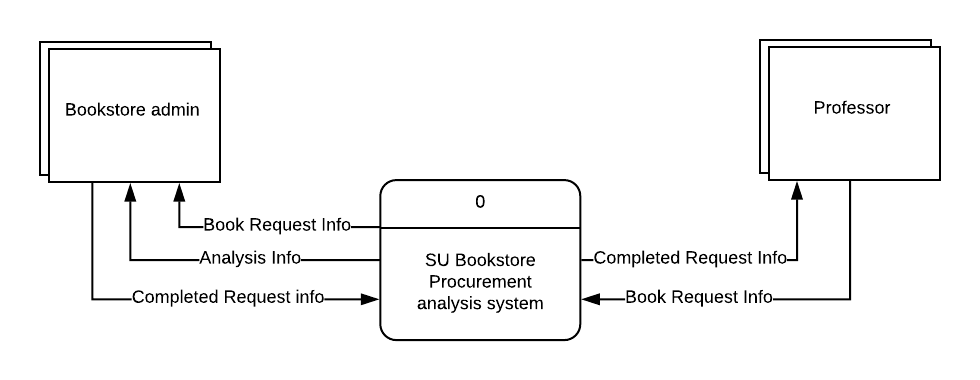 Bookstore admin
Professor
0
Book Request Info
Analysis Info
Completed Request info
SU Bookstore
Procurement
analysis system
Completed Request Info
Book Request Info